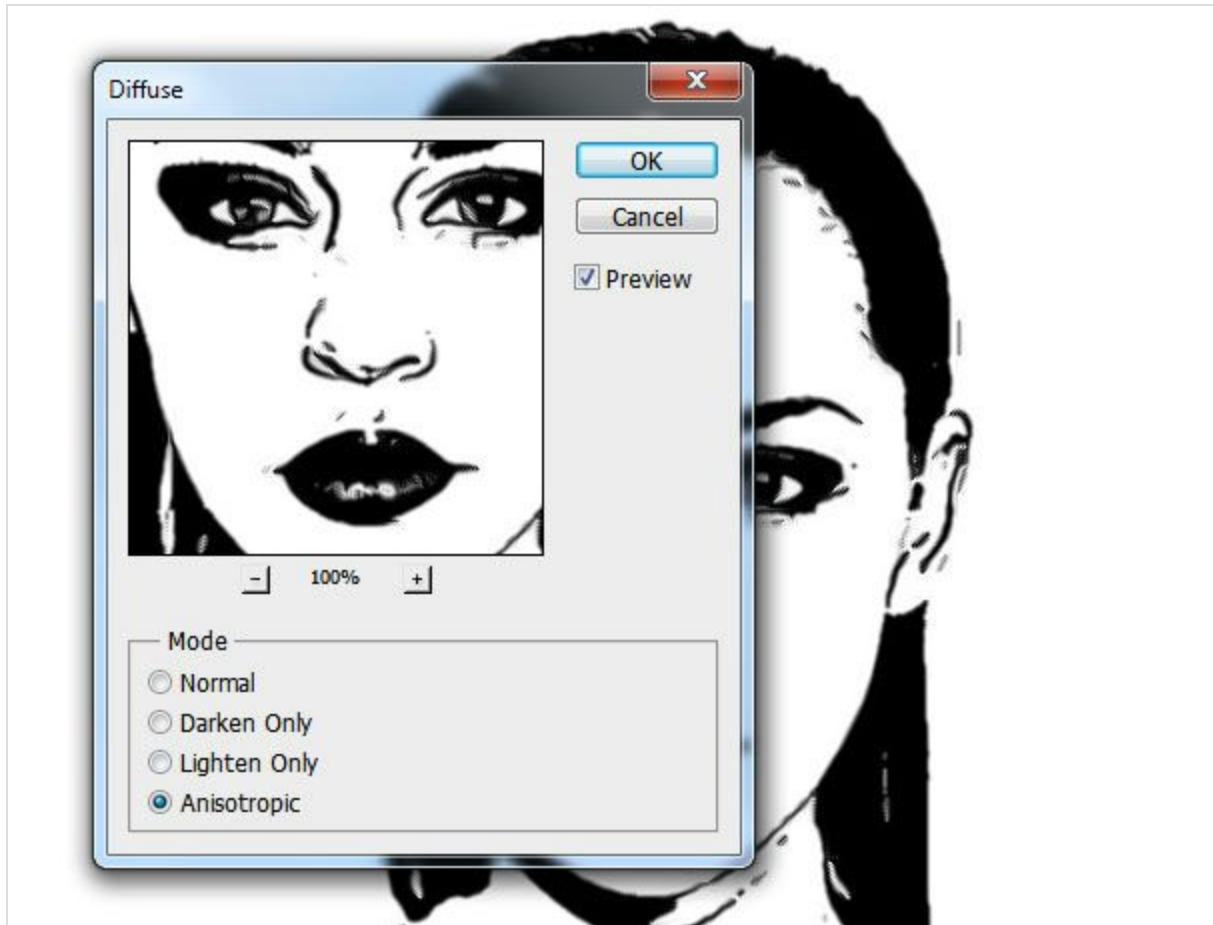 Diffuse
OK
Cancel
Preview
100%
Mode
Normal
Darken Only
Lighten Only
Anisotropic